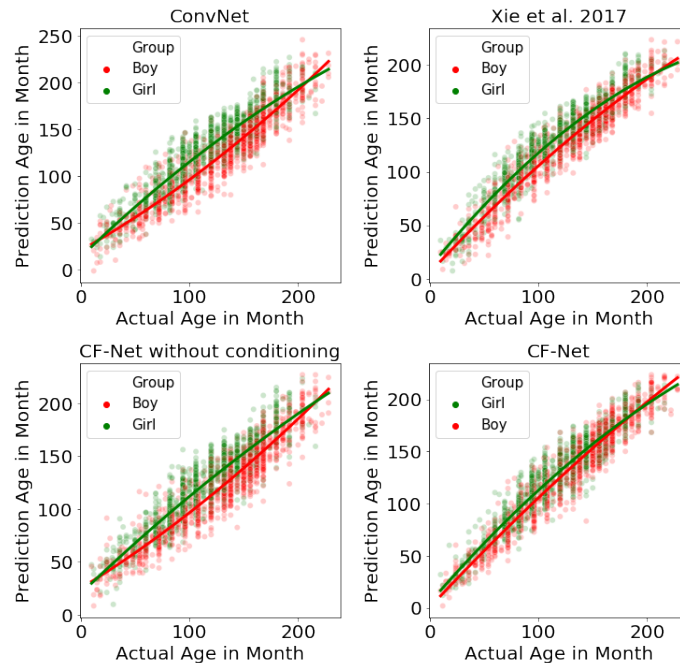 ConvNet
Group
Boy
Girl
250
200
150
100
50
0
0 100 200
Prediction Age in Month
Actual Age in Month
Xie et al. 2017
Group
Boy
Girl
200
150
100
50
0
0 100 200
Prediction Age in Month
Actual Age in Month
CF-Net without conditioning
Group
Boy
Girl
200
150
100
50
0
0 100 200
Prediction Age in Month
Actual Age in Month
CF-Net
Group
Girl
Boy
200
150
100
50
0
0 100 200
Prediction Age in Month
Actual Age in Month